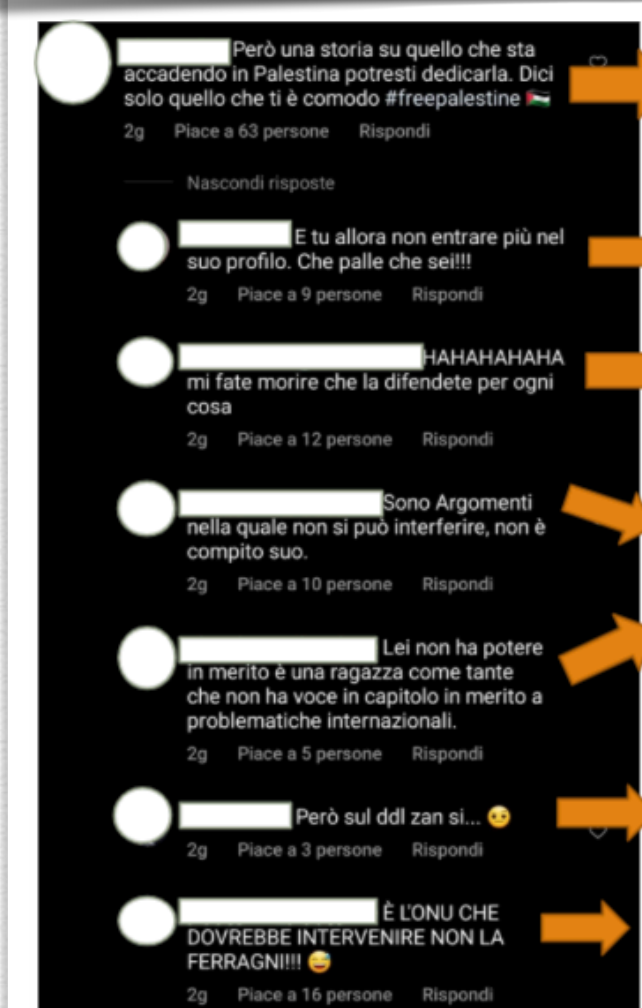 Però una storia su quello che sta
accadendo in Palestina potresti dedicarla. Dici
solo quello che ti è comodo #freepalestine 🇵🇸
2g Piace a 63 persone Rispondi
Nascondi risposte
E tu allora non entrare più nel
suo profilo. Che palle che sei!!!
2g Piace a 9 persone Rispondi
HAHAHAHAHA
mi fate morire che la difendete per ogni
cosa
2g Piace a 12 persone Rispondi
Sono Argomenti
nella quale non si può interferire, non è
compito suo.
2g Piace a 10 persone Rispondi
Lei non ha potere
in merito è una ragazza come tante
che non ha voce in capitolo in merito a
problematiche internazionali.
2g Piace a 5 persone Rispondi
Però sul ddl zan si... 🤨
2g Piace a 3 persone Rispondi
È L'ONU CHE
DOVREBBE INTERVENIRE NON LA
FERRAGNI!!! 😅
2g Piace a 16 persone Rispondi